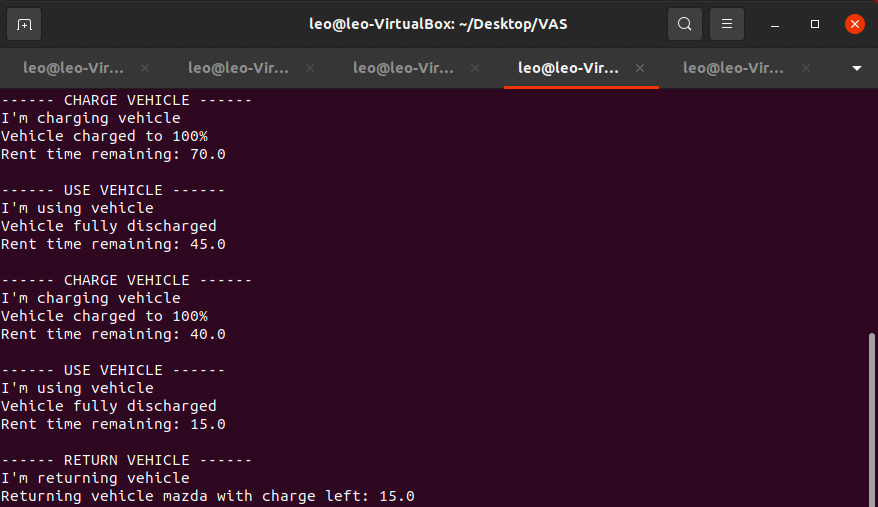 leo@leo-VirtualBox: ~/Desktop/VAS
leo@leo-Vir... leo@leo-Vir... leo@leo-Vir... leo@leo-Vir... leo@leo-Vir...
------ CHARGE VEHICLE ------
I'm charging vehicle
Vehicle charged to 100%
Rent time remaining: 70.0
------ USE VEHICLE ------
I'm using vehicle
Vehicle fully discharged
Rent time remaining: 45.0
------ CHARGE VEHICLE ------
I'm charging vehicle
Vehicle charged to 100%
Rent time remaining: 40.0
------ USE VEHICLE ------
I'm using vehicle
Vehicle fully discharged
Rent time remaining: 15.0
------ RETURN VEHICLE ------
I'm returning vehicle
Returning vehicle mazda with charge left: 15.0